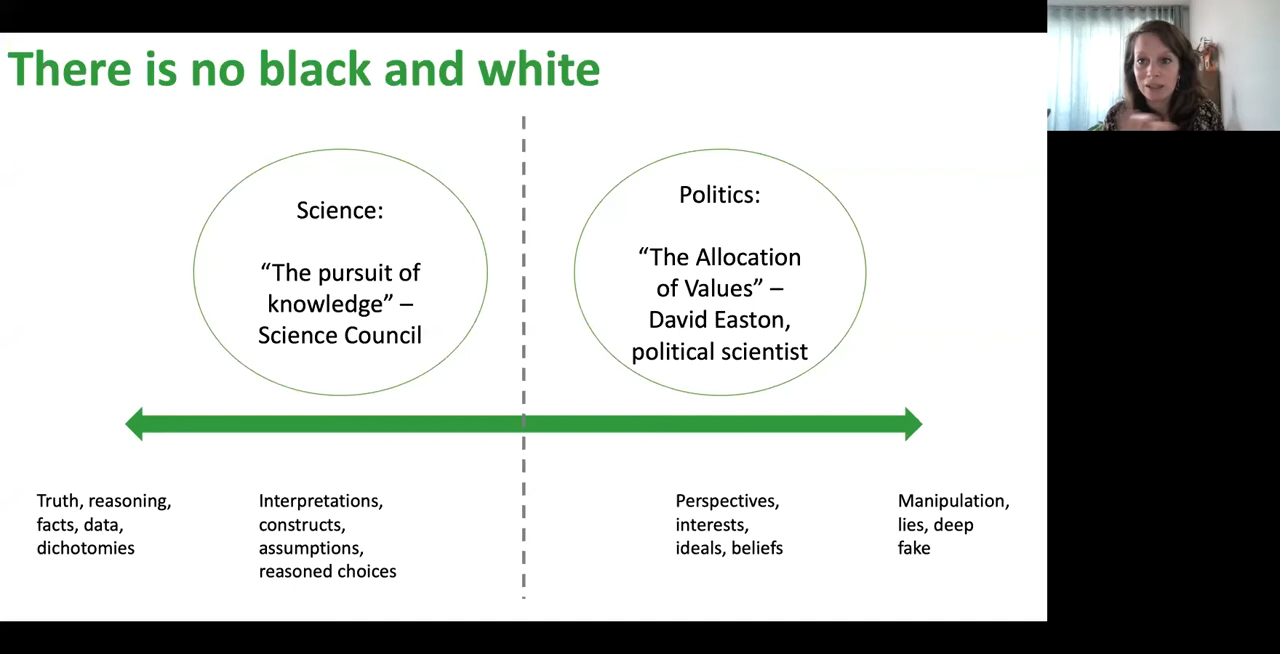 There is no black and white
Science:
“The pursuit of
knowledge” –
Science Council
Politics:
“The Allocation
of Values” –
David Easton,
political scientist
Truth, reasoning,
facts, data,
dichotomies
Interpretations,
constructs,
assumptions,
reasoned choices
Perspectives,
interests,
ideals, beliefs
Manipulation,
lies, deep
fake